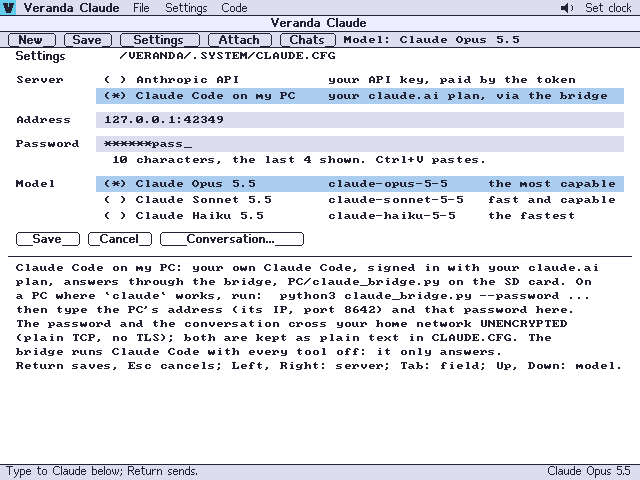 V Veranda Claude File Settings Code Set clock
Veranda Claude
New Save Settings Attach Chats Model: Claude Opus 5.5
Settings /VERANDA/.SYSTEM/CLAUDE.CFG
Server ( ) Anthropic API your API key, paid by the token
(*) Claude Code on my PC your claude.ai plan, via the bridge
Address 127.0.0.1:42349
Password ******pass_
10 characters, the last 4 shown. Ctrl+V pastes.
Model (*) Claude Opus 5.5 claude-opus-5-5 the most capable
( ) Claude Sonnet 5.5 claude-sonnet-5-5 fast and capable
( ) Claude Haiku 5.5 claude-haiku-5-5 the fastest
Save Cancel Conversation...
Claude Code on my PC: your own Claude Code, signed in with your claude.ai
plan, answers through the bridge, PC/claude_bridge.py on the SD card. On
a PC where `claude` works, run: python3 claude_bridge.py --password ...
then type the PC's address (its IP, port 8642) and that password here.
The password and the conversation cross your home network UNENCRYPTED
(plain TCP, no TLS); both are kept as plain text in CLAUDE.CFG. The
bridge runs Claude Code with every tool off: it only answers.
Return saves, Esc cancels; Left, Right: server; Tab: field; Up, Down: model.
Type to Claude below; Return sends. Claude Opus 5.5